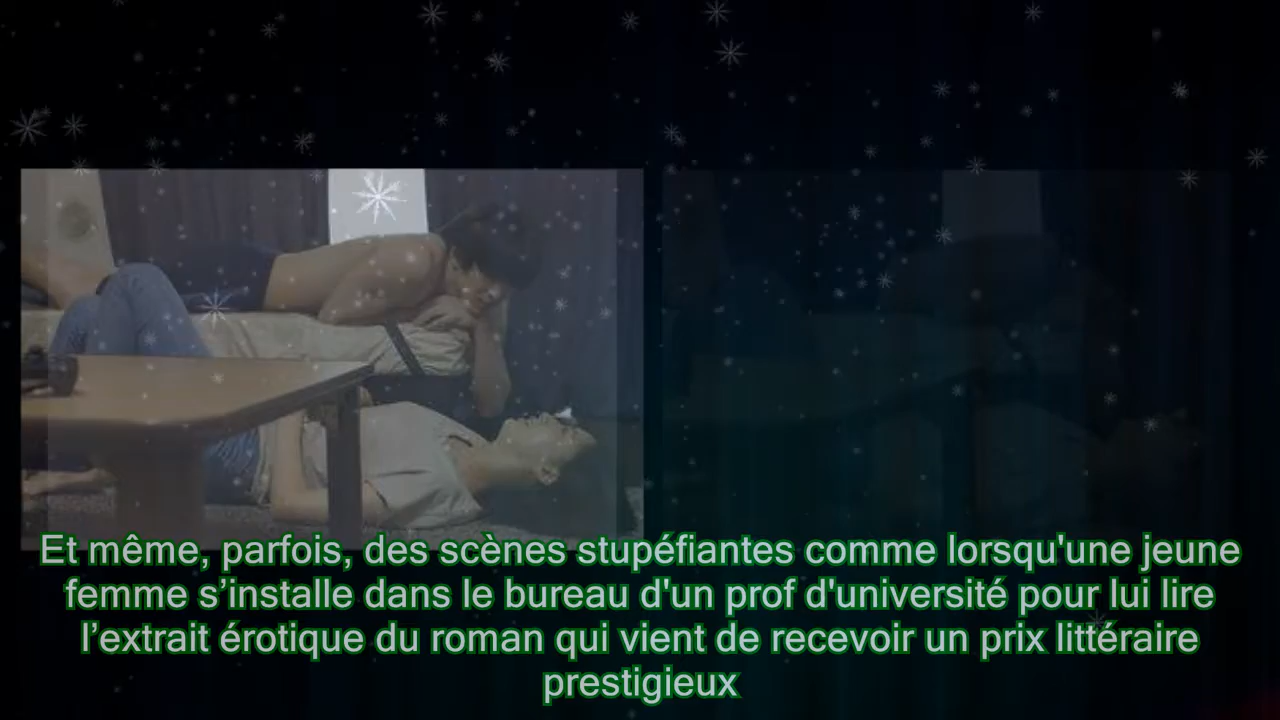 Et même, parfois, des scènes stupéfiantes comme lorsqu'une jeune
femme s’installe dans le bureau d'un prof d'université pour lui lire
l’extrait érotique du roman qui vient de recevoir un prix littéraire
prestigieux